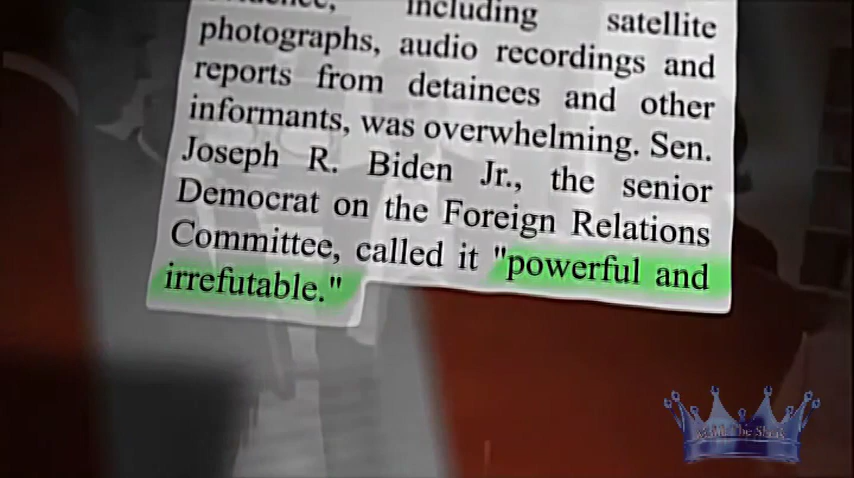 including satellite
photographs, audio recordings and
reports from detainees and other
informants, was overwhelming. Sen.
Joseph R. Biden Jr., the senior
Democrat on the Foreign Relations
Committee, called it "powerful and
irrefutable."